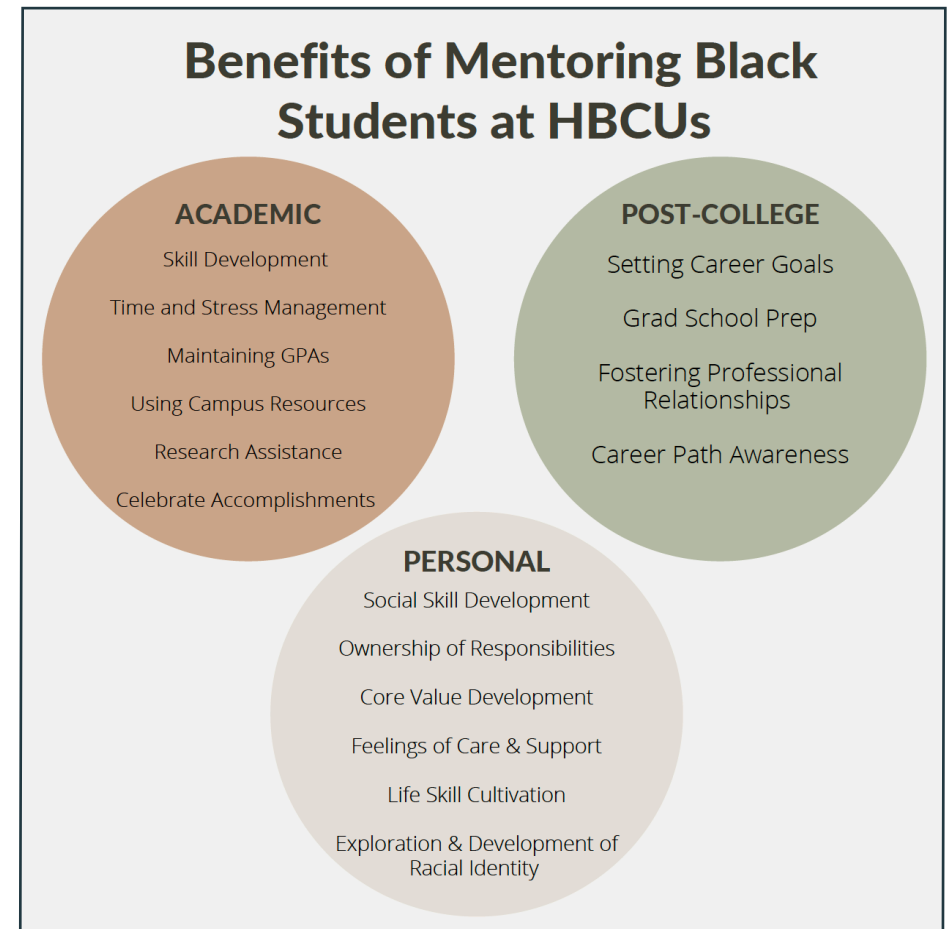 Benefits of Mentoring Black
Students at HBCUs
ACADEMIC
Skill Development
Time and Stress Management
Maintaining GPAs
Using Campus Resources
Research Assistance
Celebrate Accomplishments
POST-COLLEGE
Setting Career Goals
Grad School Prep
Fostering Professional
Relationships
Career Path Awareness
PERSONAL
Social Skill Development
Ownership of Responsibilities
Core Value Development
Feelings of Care & Support
Life Skill Cultivation
Exploration & Development of
Racial Identity